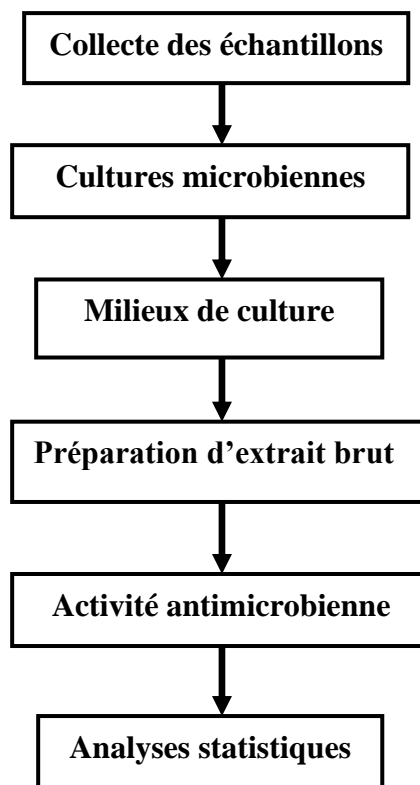 Collecte des échantillons
Cultures microbiennes
Milieux de culture
Préparation d’extrait brut
Activité antimicrobienne
Analyses statistiques